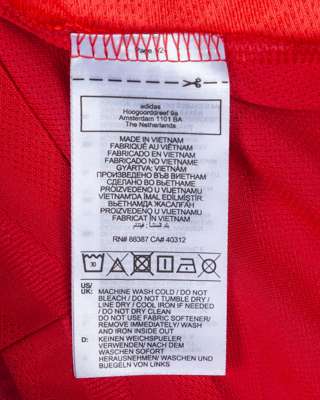 adidas
Hoogoorddreef 9a
Amsterdam 1101 BA
The Netherlands
MADE IN VIETNAM
FABRIQUÉ AU VIETNAM
FABRICADO EN VIETNAM
FABRICADO NO VIETNAM
GYÁRTVA: VIETNÁM
ПРОИЗВЕДЕНО ВЪВ ВИЕТНАМ
СДЕЛАНО ВО ВЬЕТНАМЕ
PROIZVEDENO U VIJETNAMU
VIETNAM'DA İMAL EDİLMİŞTİR.
ВЬЕТНАМДА ЖАСАЛҒАН
PROIZVEDENO U VIJETNAMU
FABRICAT ÎN VIETNAM
RN# 88387 CA# 40312
30
US/
UK: MACHINE WASH COLD / DO NOT
BLEACH / DO NOT TUMBLE DRY /
LINE DRY / COOL IRON IF NEEDED
/ DO NOT DRY CLEAN
DO NOT USE FABRIC SOFTENER/
REMOVE IMMEDIATELY / WASH
AND IRON INSIDE OUT
D: KEINEN WEICHSPUELER
VERWENDEN / NACH DEM
WASCHEN SOFORT
HERAUSNEHMEN / WASCHEN UND
BUEGELN VON LINKS